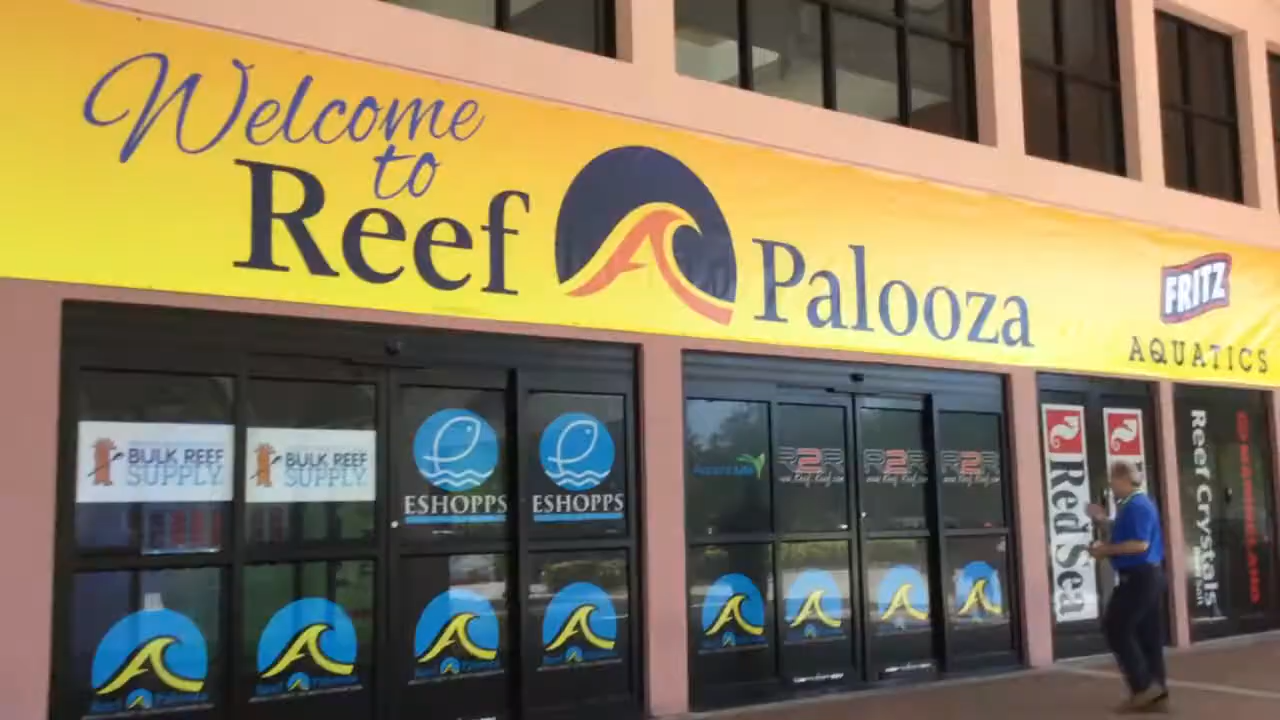 Welcome
to
Reef Palooza
FRITZ
AQUATICS
BULK REEF
SUPPLY
BULK REEF
SUPPLY
ESHOPPS
ESHOPPS
R2R
R2R
R2R
Red Sea
Reef Crystals